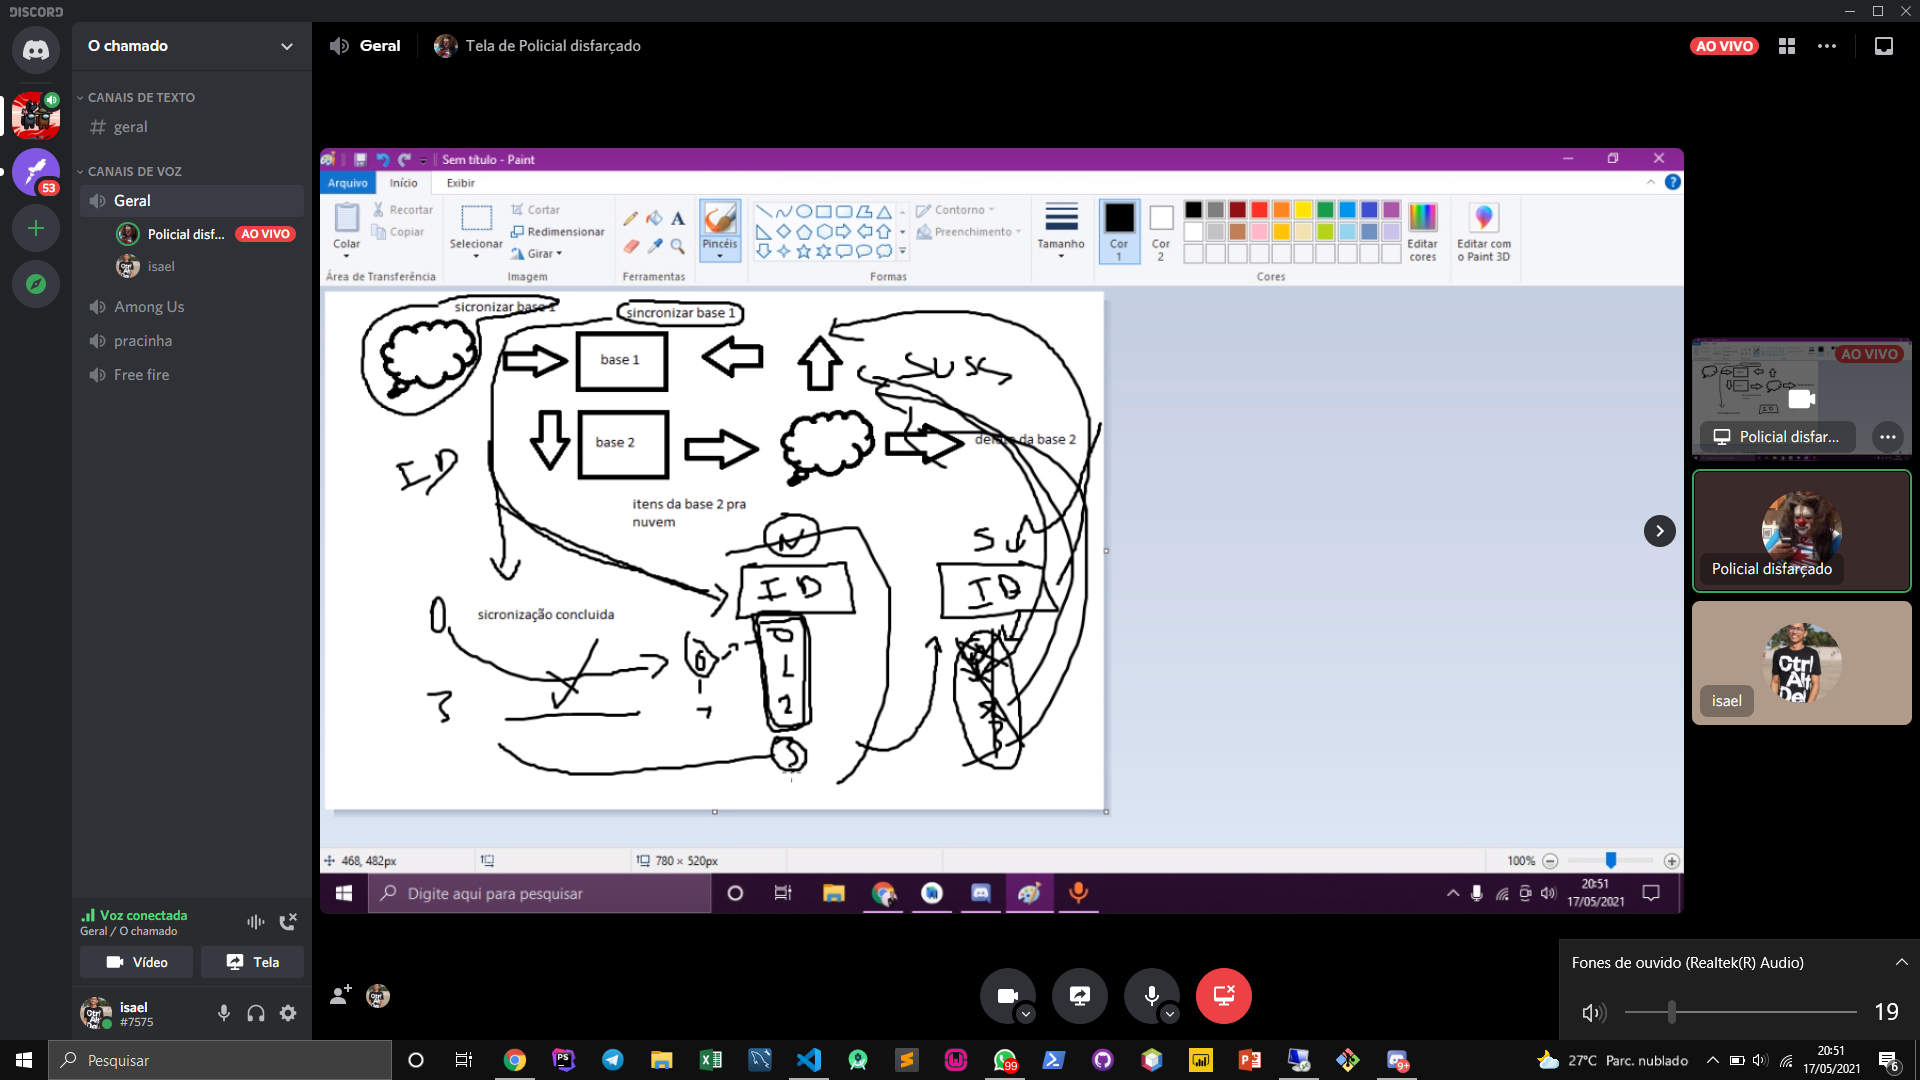 DISCORD
O chamado
CANAIS DE TEXTO
geral
CANAIS DE VOZ
Geral
Policial disf...
AO VIVO
isael
Among Us
pracinha
Free fire
53
Voz conectada
Geral / O chamado
Vídeo
Tela
isael
#7575
Geral
Tela de Policial disfarçado
AO VIVO
Sem título - Paint
Arquivo
Início
Exibir
Colar
Recortar
Copiar
Área de Transferência
Selecionar
Cortar
Redimensionar
Girar
Imagem
A
Ferramentas
Pincéis
Contorno
Preenchimento
Formas
Tamanho
Cor
1
Cor
2
Cores
Editar
cores
Editar com
o Paint 3D
sicronizar base 1
sincronizar base 1
base 1
SUS
base 2
ID
itens da base 2 pra
nuvem
N
ID
ID
sicronização concluida
0
0
1
2
3
3
468, 482px
780 × 520px
100%
Digite aqui para pesquisar
20:51
17/05/2021
AO VIVO
Policial disfar...
Policial disfarçado
isael
Fones de ouvido (Realtek(R) Audio)
19
Pesquisar
PS
99
9+
27°C Parc. nublado
20:51
17/05/2021
6